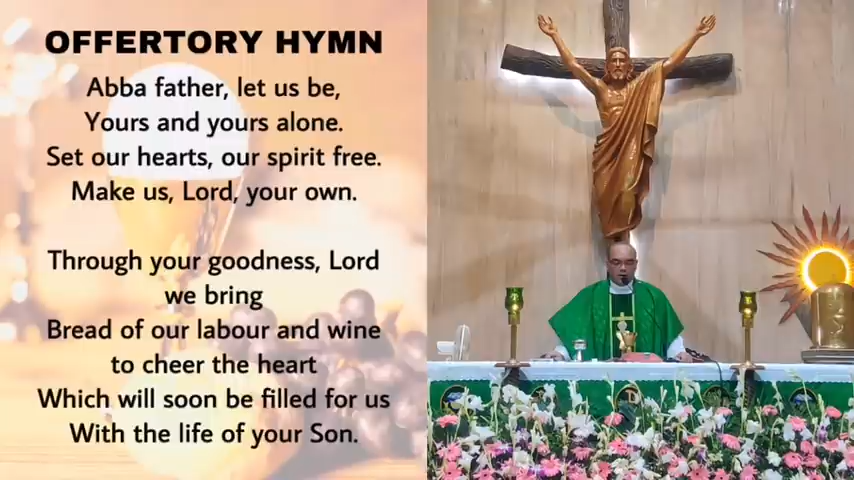 OFFERTORY HYMN
Abba father, let us be,
Yours and yours alone.
Set our hearts, our spirit free.
Make us, Lord, your own.
Through your goodness, Lord
we bring
Bread of our labour and wine
to cheer the heart
Which will soon be filled for us
With the life of your Son.